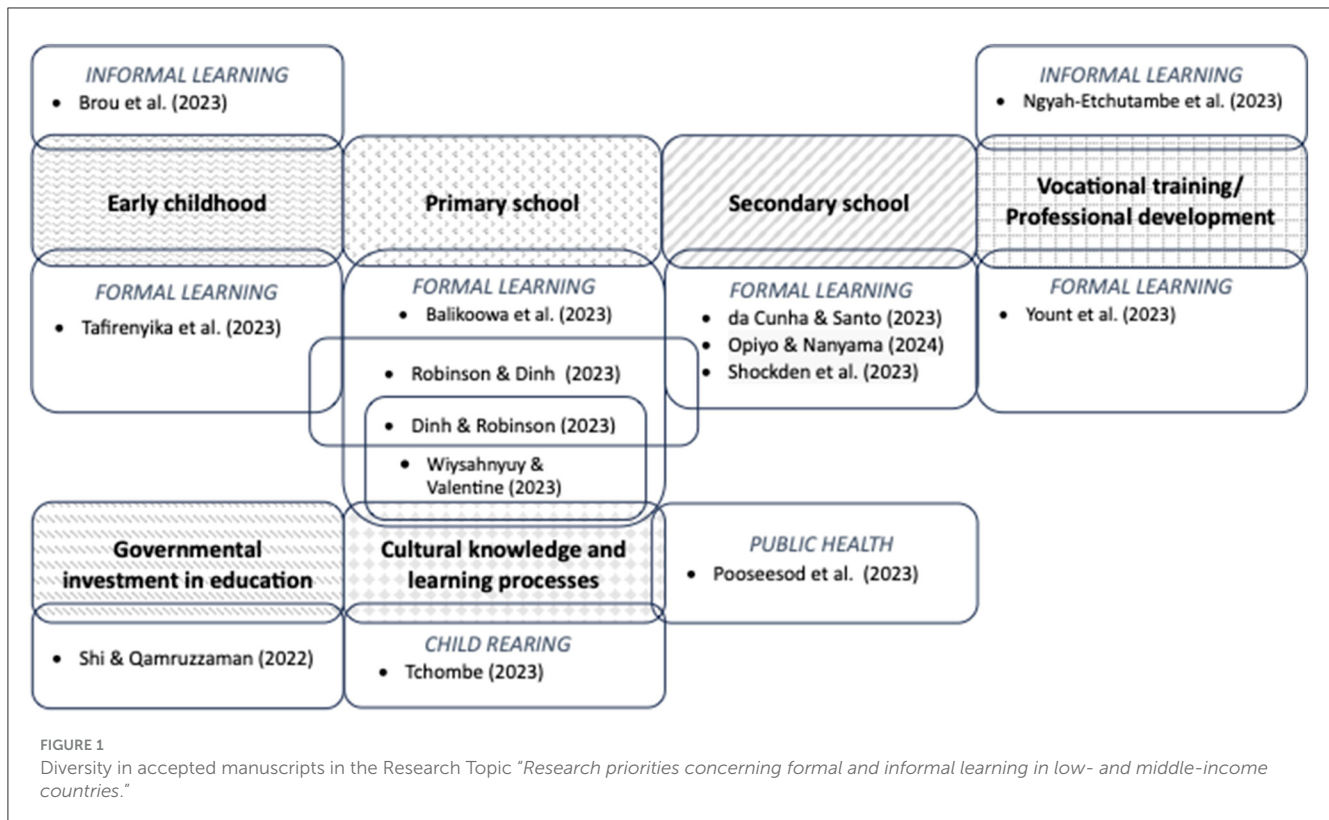 INFORMAL LEARNING
• Brou et al. (2023)
INFORMAL LEARNING
• Ngyah-Etchutambe et al. (2023)
Early childhood
Primary school
Secondary school
Vocational training/
Professional development
FORMAL LEARNING
• Tafirenyika et al. (2023)
FORMAL LEARNING
• Balikoowa et al. (2023)
• Robinson & Dinh (2023)
• Dinh & Robinson (2023)
• Wiysahnyuy &
Valentine (2023)
FORMAL LEARNING
• da Cunha & Santo (2023)
• Opiyo & Nanyama (2024)
• Shockden et al. (2023)
FORMAL LEARNING
• Yount et al. (2023)
Governmental
investment in education
Cultural knowledge and
learning processes
PUBLIC HEALTH
• Pooseesod et al. (2023)
• Shi & Qamruzzaman (2022)
CHILD REARING
• Tchombe (2023)
FIGURE 1
Diversity in accepted manuscripts in the Research Topic "Research priorities concerning formal and informal learning in low- and middle-income
countries."